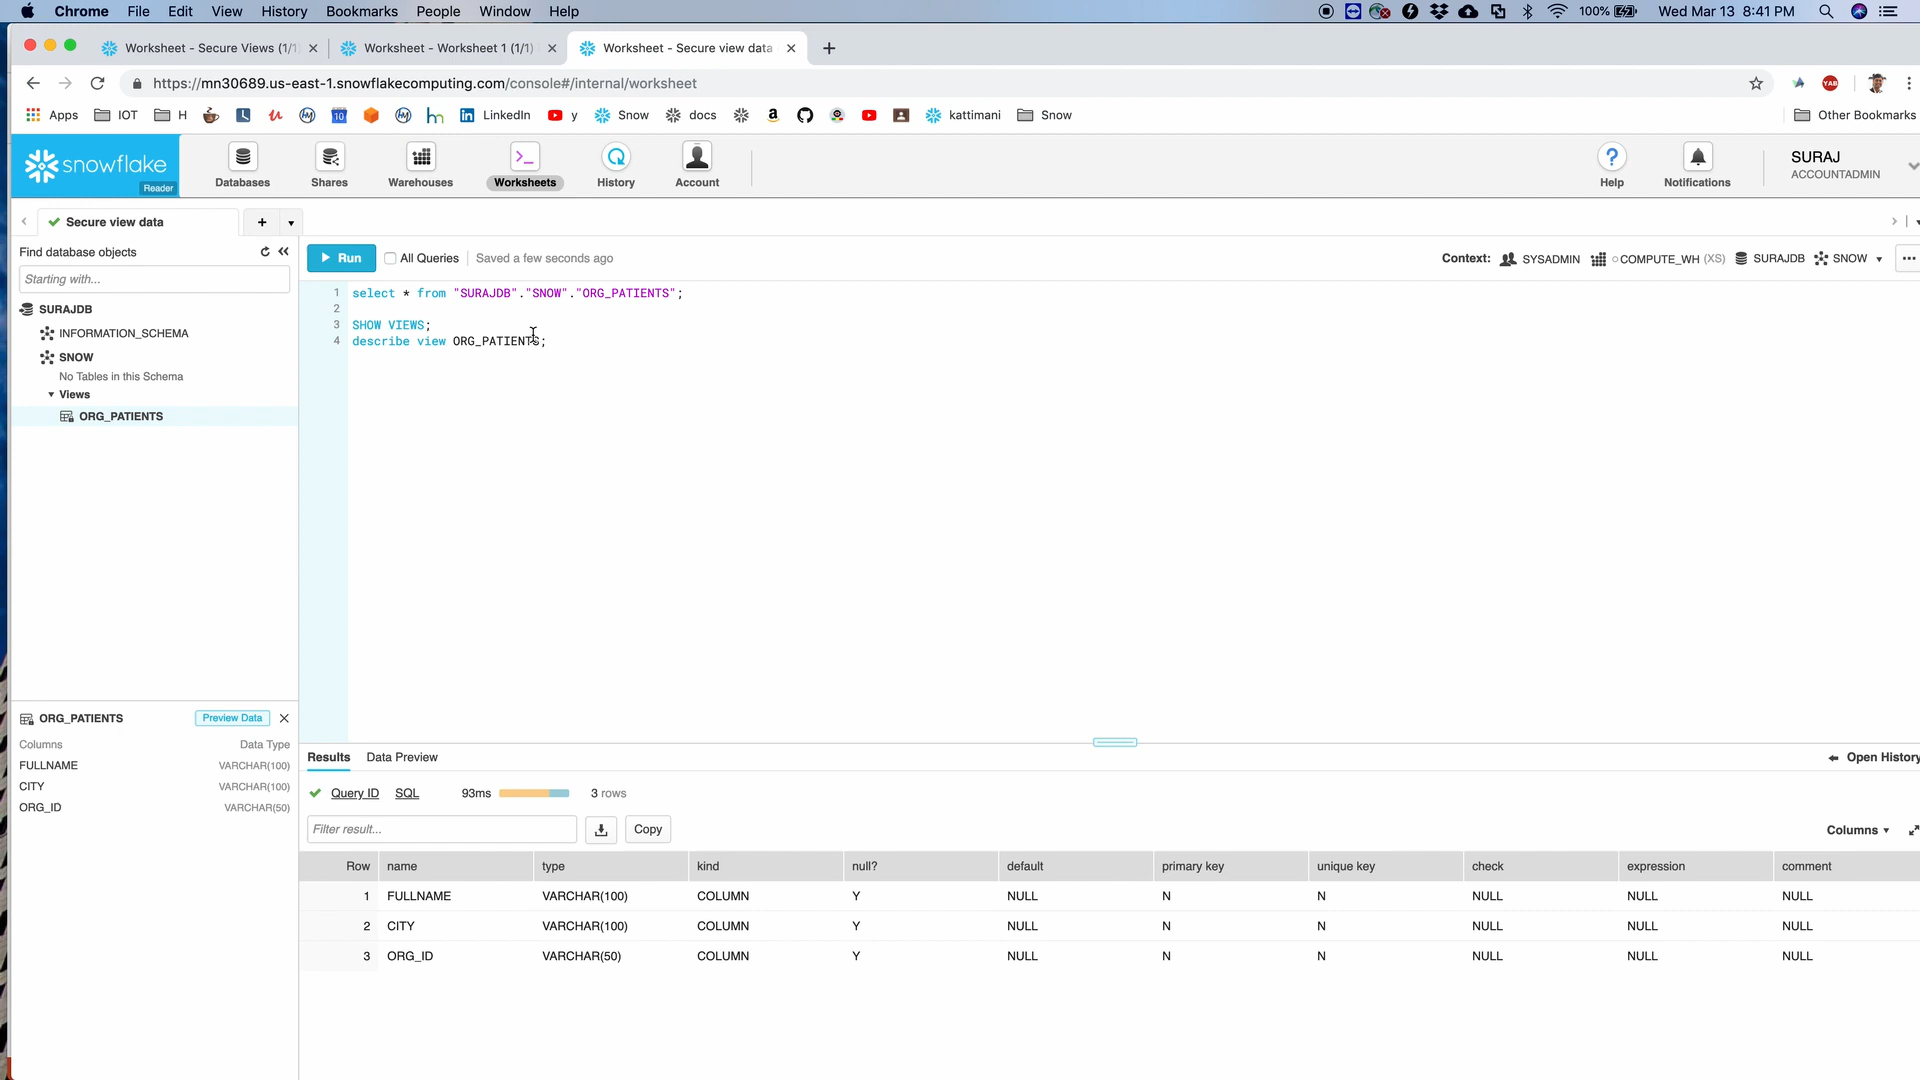 Chrome File Edit View History Bookmarks People Window Help 100% Wed Mar 13 8:41 PM
Worksheet - Secure Views (1/1) Worksheet - Worksheet 1 (1/1) Worksheet - Secure view data
https://mn30689.us-east-1.snowflakecomputing.com/console#/internal/worksheet
YAB
Apps IOT H 10 LinkedIn y Snow docs kattimani Snow Other Bookmarks
snowflake
Reader
Databases Shares Warehouses Worksheets History Account Help Notifications
SURAJ
ACCOUNTADMIN
Secure view data
Find database objects
Starting with...
SURAJDB
INFORMATION_SCHEMA
SNOW
No Tables in this Schema
Views
ORG_PATIENTS
Run All Queries Saved a few seconds ago Context: SYSADMIN COMPUTE_WH (XS) SURAJDB SNOW
1 select * from "SURAJDB"."SNOW"."ORG_PATIENTS";
2
3 SHOW VIEWS;
4 describe view ORG_PATIENTS;
ORG_PATIENTS Preview Data
Columns Data Type
FULLNAME VARCHAR(100)
CITY VARCHAR(100)
ORG_ID VARCHAR(50)
Results Data Preview Open History
Query ID SQL 93ms 3 rows
Filter result... Copy Columns
Row name type kind null? default primary key unique key check expression comment
1 FULLNAME VARCHAR(100) COLUMN Y NULL N N NULL NULL NULL
2 CITY VARCHAR(100) COLUMN Y NULL N N NULL NULL NULL
3 ORG_ID VARCHAR(50) COLUMN Y NULL N N NULL NULL NULL